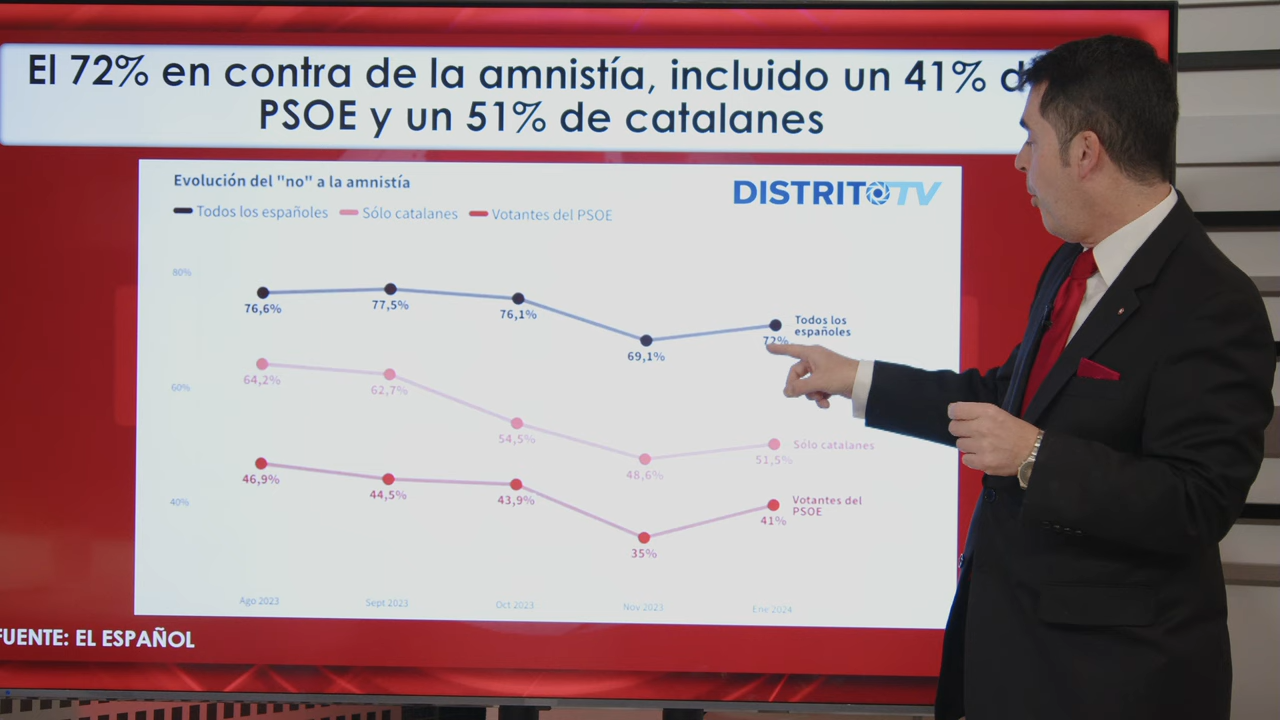 El 72% en contra de la amnistía, incluido un 41% d
PSOE y un 51% de catalanes
Evolución del "no" a la amnistía
DISTRITOTV
Todos los españoles Sólo catalanes Votantes del PSOE
80%
76,6% 77,5% 76,1% 69,1% 72%
Todos los
españoles
60%
64,2% 62,7% 54,5% 48,6% 51,5%
Sólo catalanes
40%
46,9% 44,5% 43,9% 35% 41%
Votantes del
PSOE
Ago 2023 Sept 2023 Oct 2023 Nov 2023 Ene 2024
FUENTE: EL ESPAÑOL